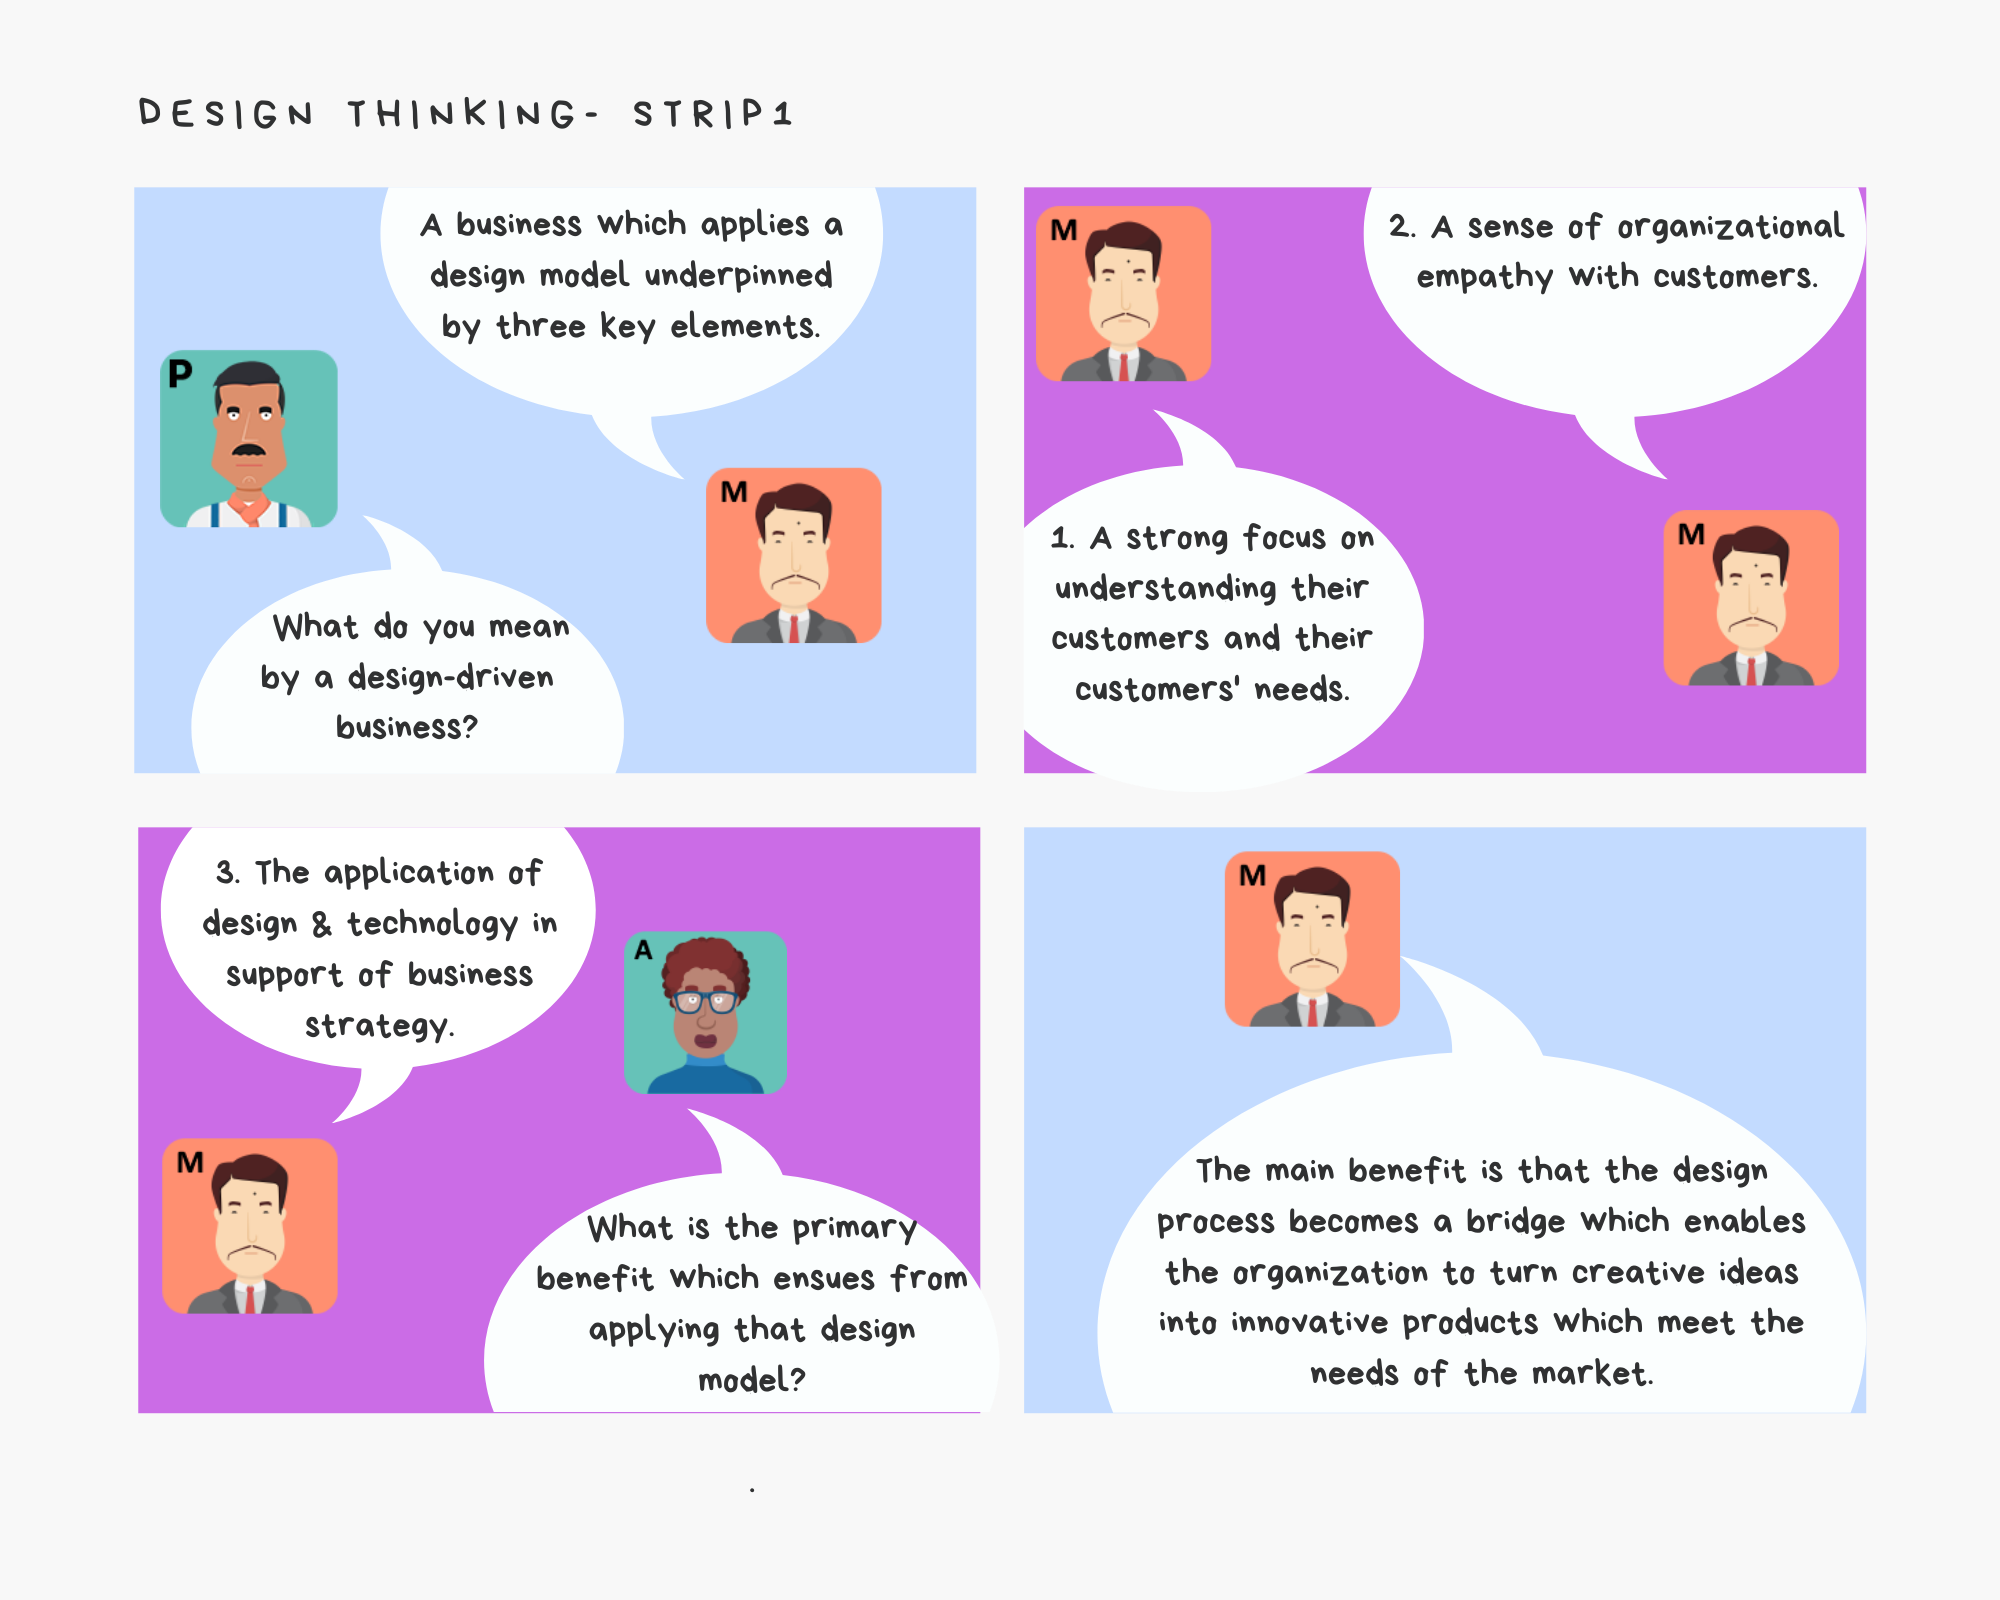 DESIGN THINKING- STRIP1
P
What do you mean
by a design-driven
business?
A business which applies a
design model underpinned
by three key elements.
M
M
1. A strong focus on
understanding their
customers and their
customers' needs.
2. A sense of organizational
empathy with customers.
M
3. The application of
design & technology in
support of business
strategy.
M
A
What is the primary
benefit which ensues from
applying that design
model?
M
The main benefit is that the design
process becomes a bridge which enables
the organization to turn creative ideas
into innovative products which meet the
needs of the market.
.